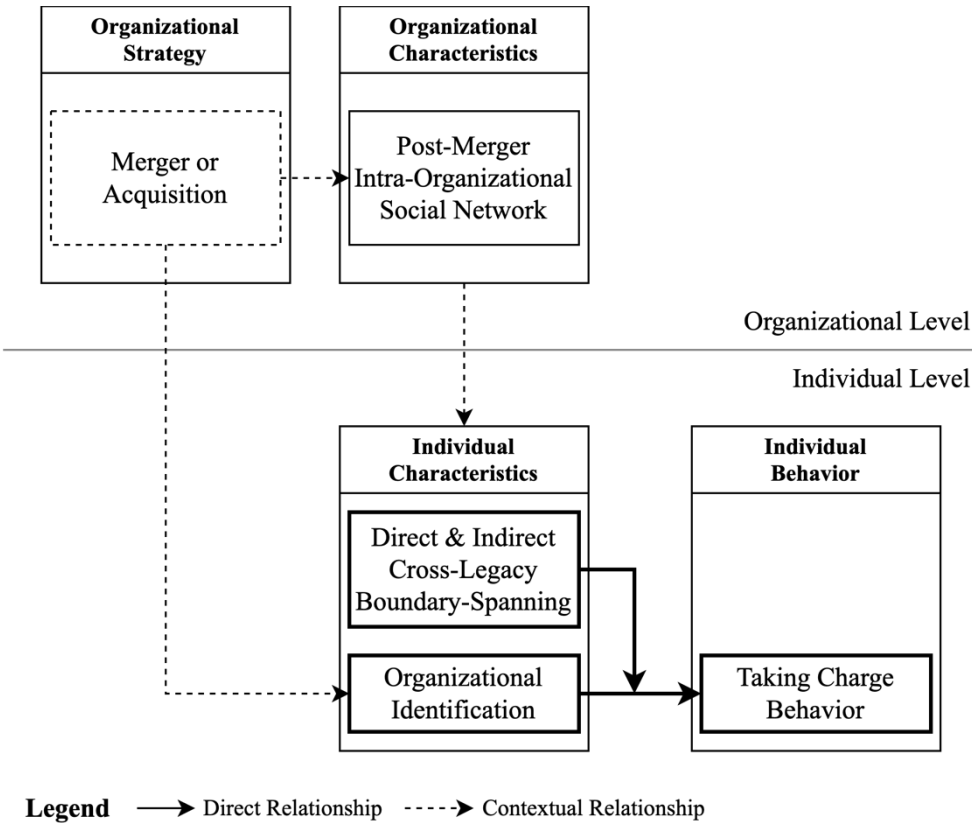 Organizational
Strategy
Organizational
Characteristics
Merger or
Acquisition
Post-Merger
Intra-Organizational
Social Network
Organizational Level
Individual Level
Individual
Characteristics
Individual
Behavior
Direct & Indirect
Cross-Legacy
Boundary-Spanning
Organizational
Identification
Taking Charge
Behavior
Legend
Direct Relationship
Contextual Relationship